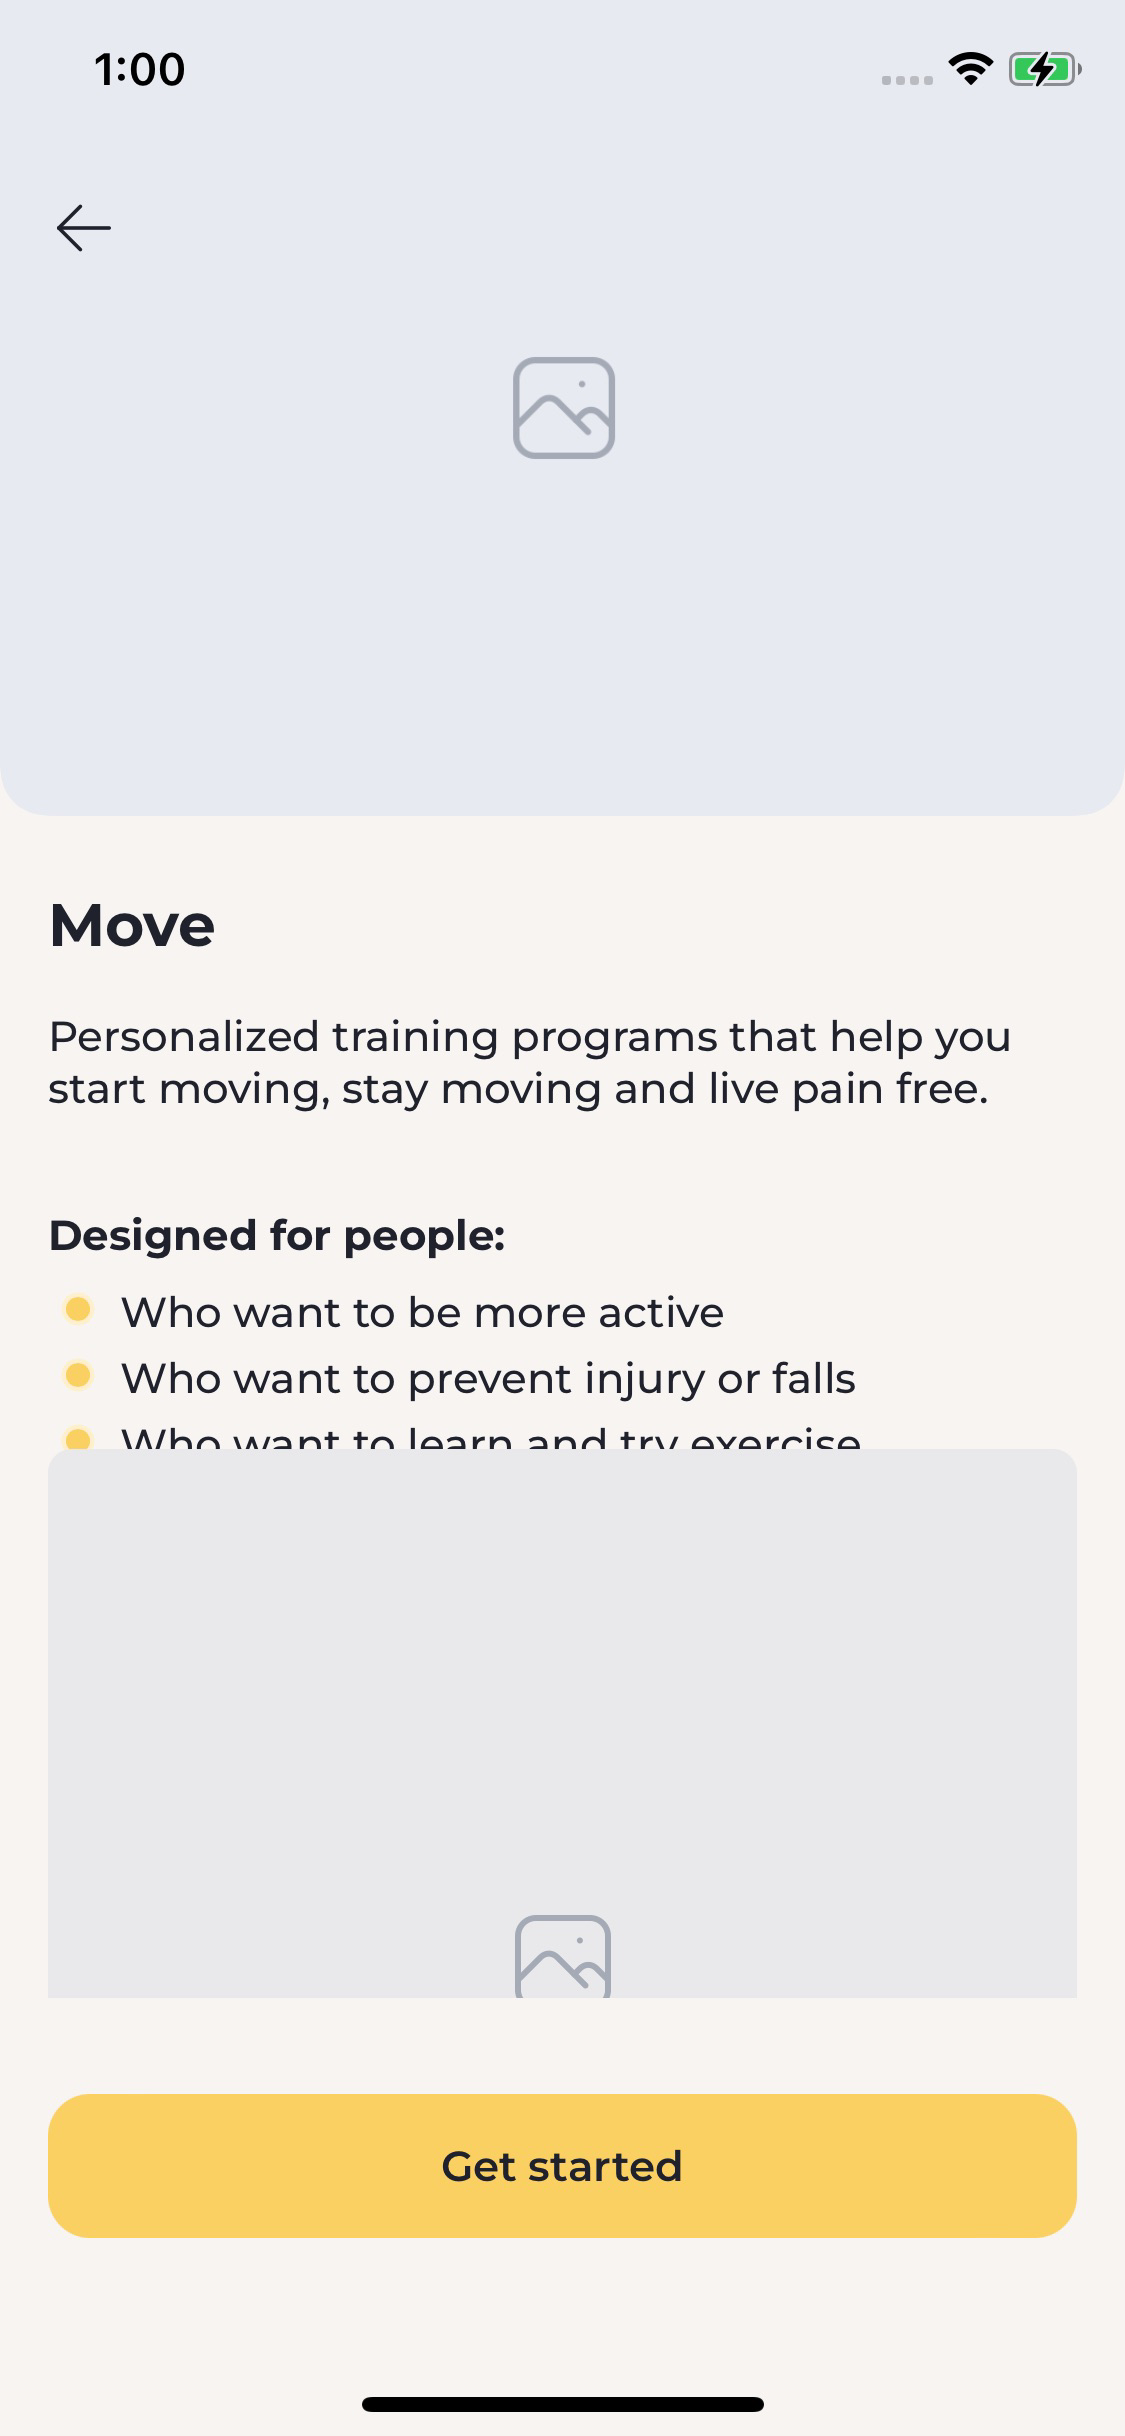 1:00
Move
Personalized training programs that help you
start moving, stay moving and live pain free.
Designed for people:
Who want to be more active
Who want to prevent injury or falls
Who want to learn and try exercise
Get started